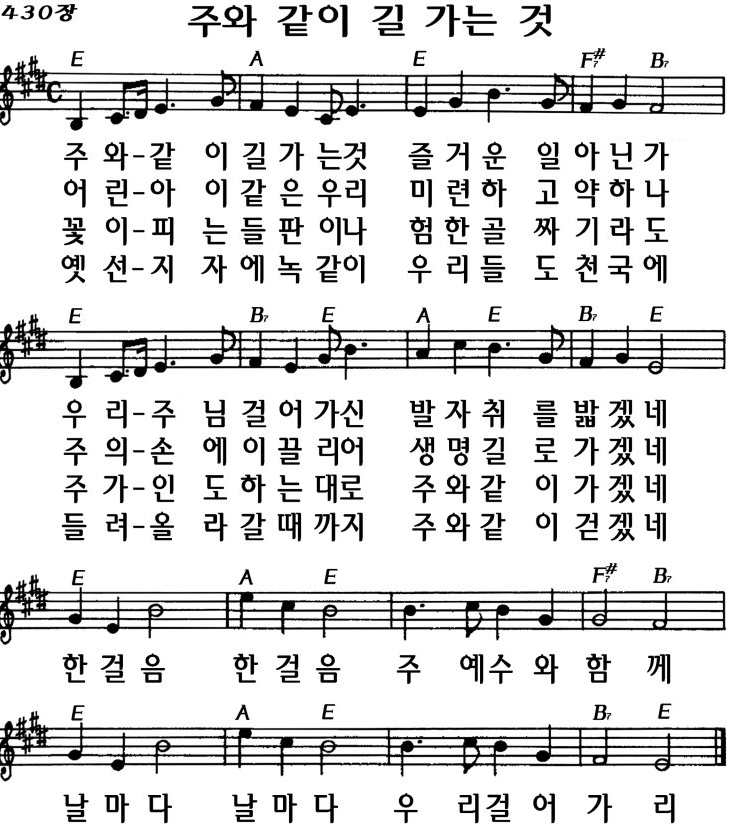 430장
주와 같이 길 가는 것
E A E F#7 B7
주 와-같 이 길 가 는것 즐 거 운 일 아 닌 가
어 린-아 이 같 은 우리 미 련 하 고 약 하 나
꽃 이-피 는 들 판 이나 험 한 골 짜 기 라 도
옛 선-지 자 에 녹 같이 우 리 들 도 천 국 에
E B7 E A E B7 E
우 리-주 님 걸 어 가신 발 자 취 를 밟 겠 네
주 의-손 에 이 끌 리어 생 명 길 로 가 겠 네
주 가-인 도 하 는 대로 주 와 같 이 가 겠 네
들 려-올 라 갈 때 까지 주 와 같 이 걷 겠 네
E A E F#7 B7
한 걸 음 한 걸 음 주 예수 와 함 께
E A E B7 E
날 마 다 날 마 다 우 리걸 어 가 리